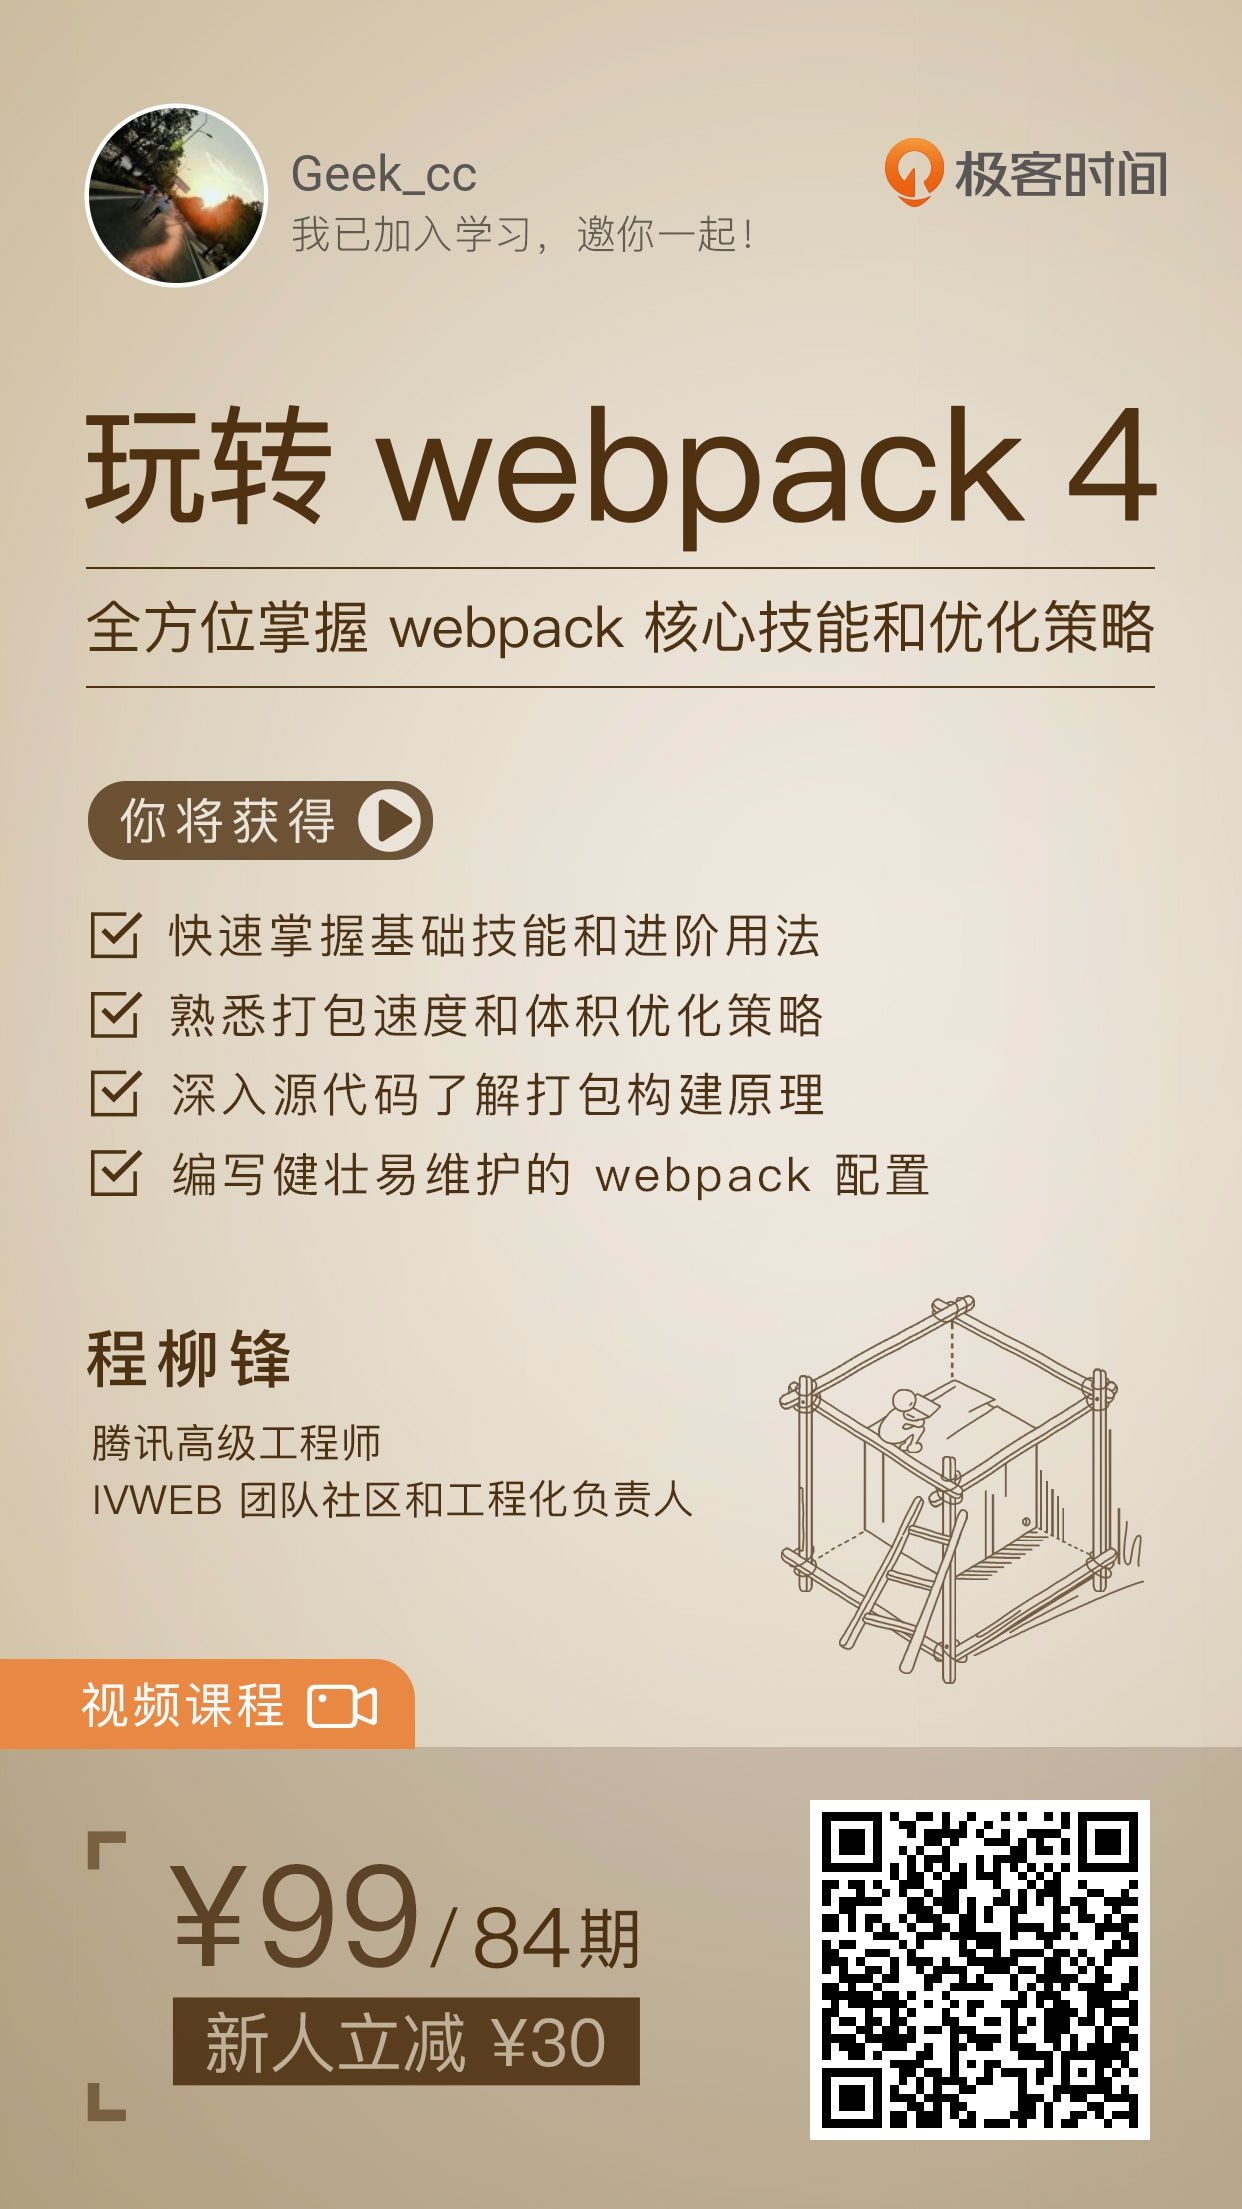 Geek_cc
极客时间
我已加入学习，邀你一起！
玩转 webpack 4
全方位掌握 webpack 核心技能和优化策略
你将获得
快速掌握基础技能和进阶用法
熟悉打包速度和体积优化策略
深入源代码了解打包构建原理
编写健壮易维护的 webpack 配置
程柳锋
腾讯高级工程师
IVWEB 团队社区和工程化负责人
视频课程
¥99/84期
新人立减 ¥30